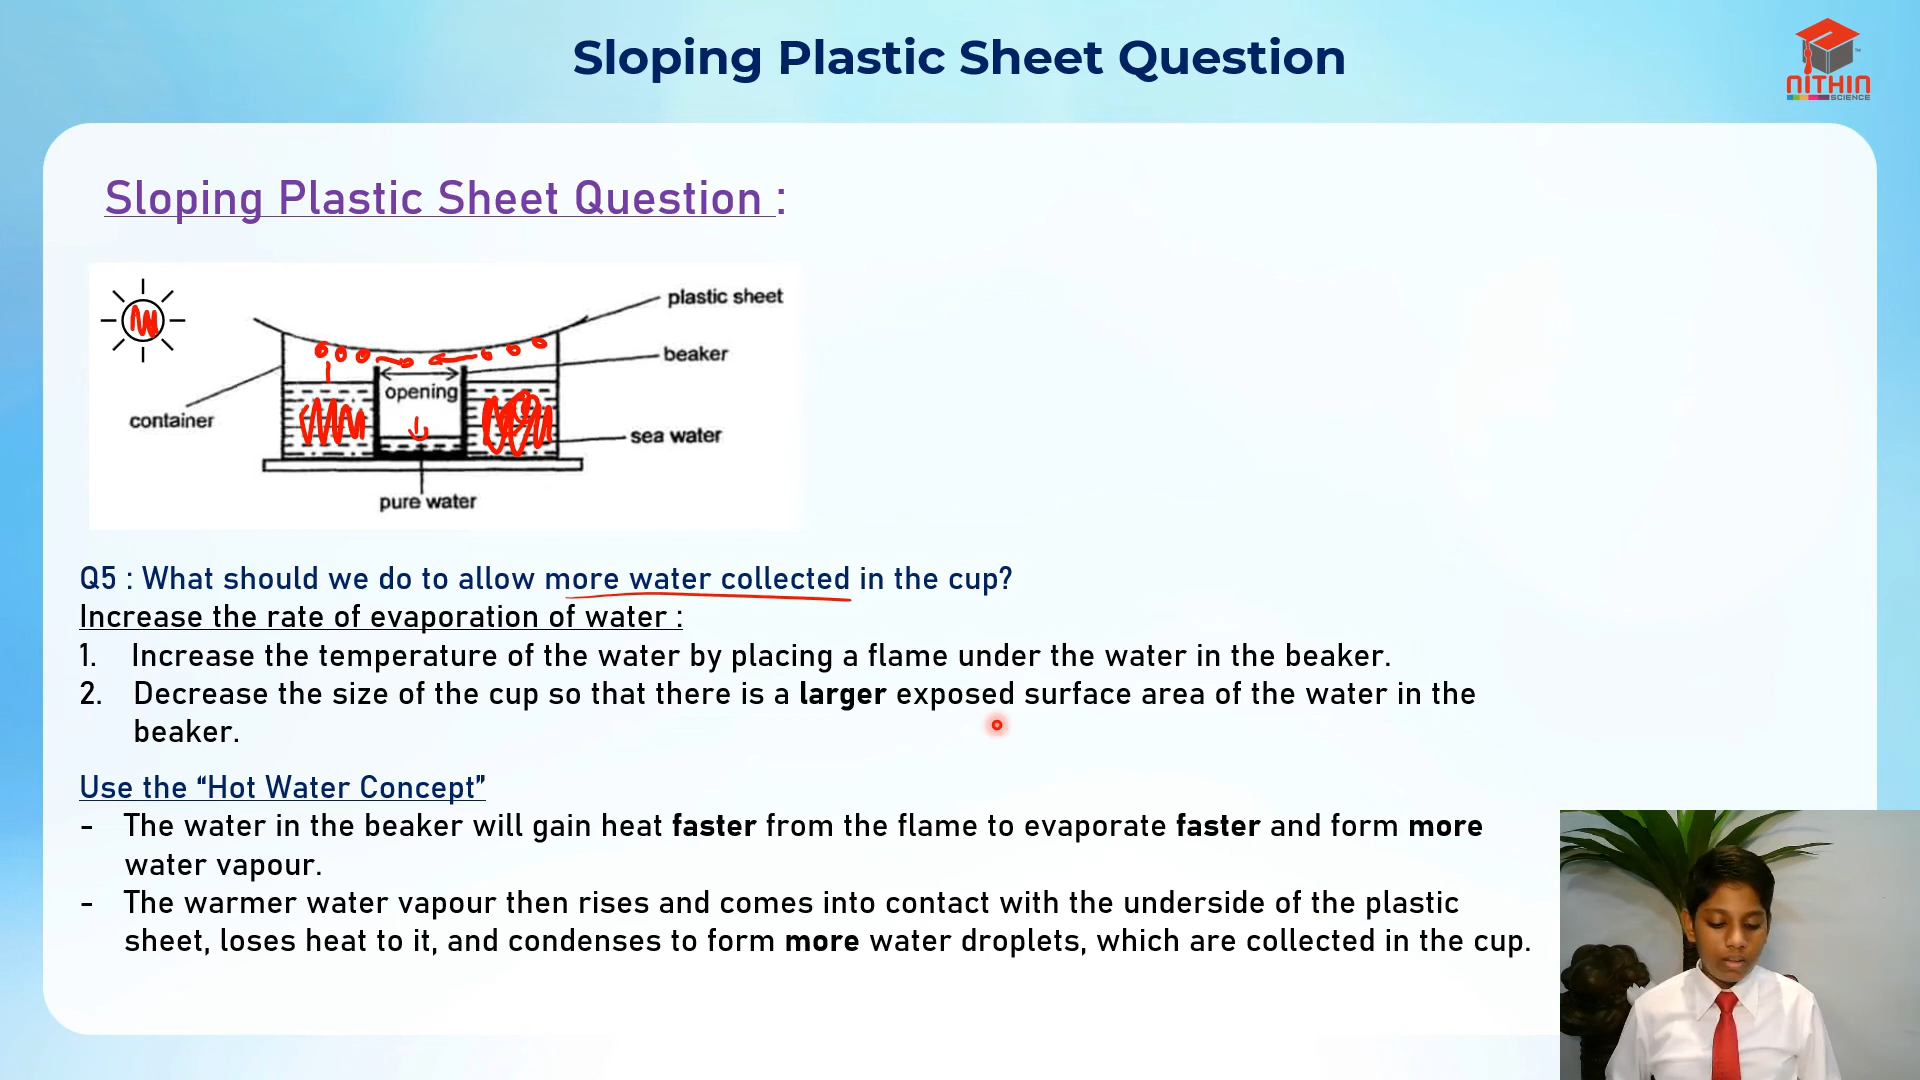 Sloping Plastic Sheet Question
NITHIN
SCIENCE
Sloping Plastic Sheet Question :
plastic sheet
beaker
opening
container
sea water
pure water
Q5 : What should we do to allow more water collected in the cup?
Increase the rate of evaporation of water :
1. Increase the temperature of the water by placing a flame under the water in the beaker.
2. Decrease the size of the cup so that there is a larger exposed surface area of the water in the
beaker.
Use the “Hot Water Concept”
- The water in the beaker will gain heat faster from the flame to evaporate faster and form more
water vapour.
- The warmer water vapour then rises and comes into contact with the underside of the plastic
sheet, loses heat to it, and condenses to form more water droplets, which are collected in the cup.